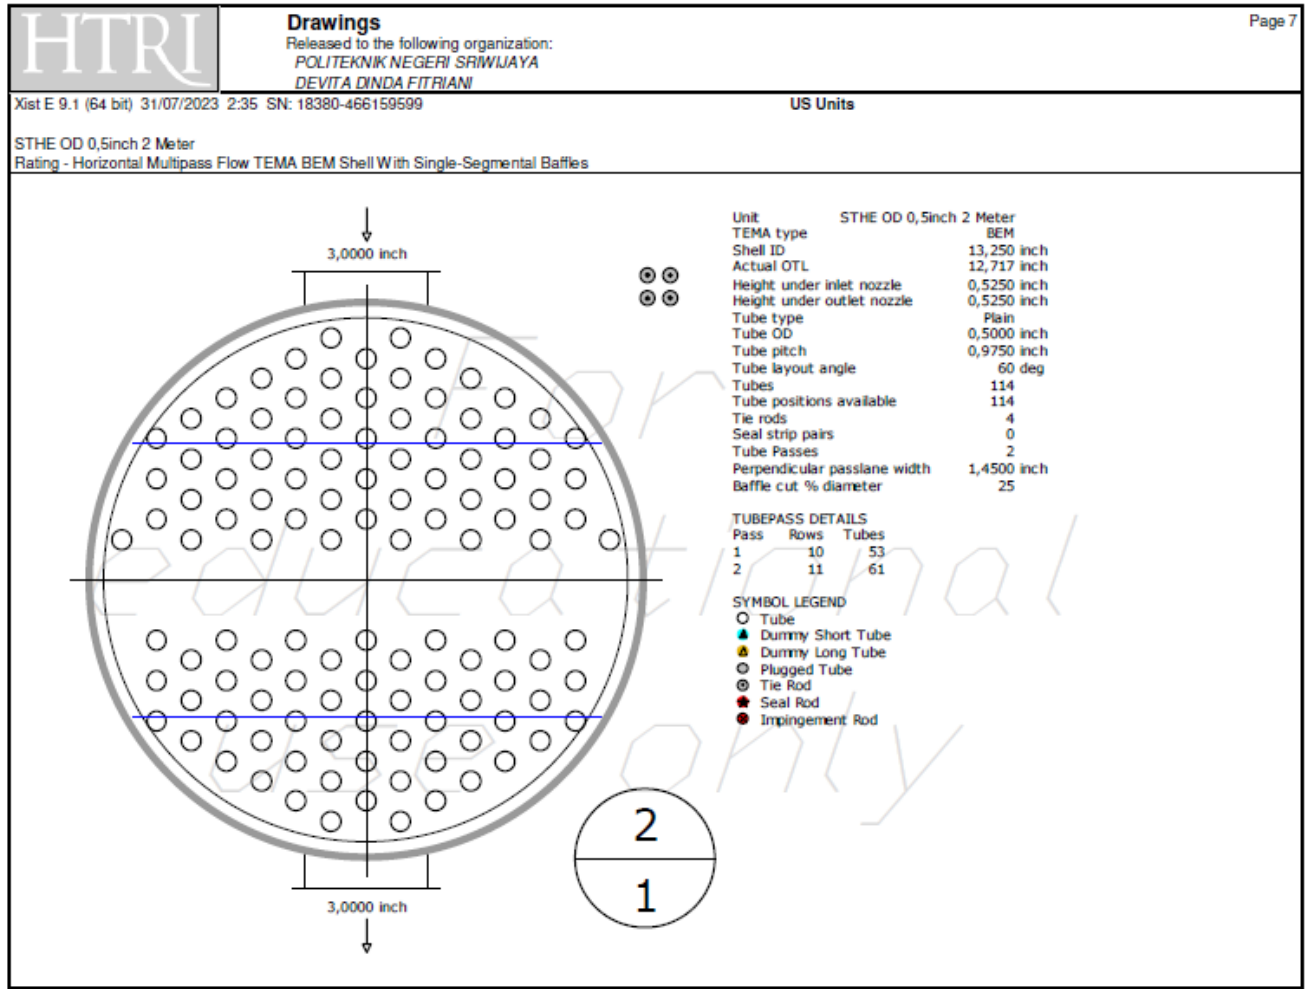 HTRI
Drawings
Page 7
Released to the following organization:
POLITEKNIK NEGERI SRIWIJAYA
DEVITA DINDA FITRIANI
Xist E 9.1 (64 bit) 31/07/2023 2:35 SN: 18380-466159599
US Units
STHE OD 0,5inch 2 Meter
Rating - Horizontal Multipass Flow TEMA BEM Shell With Single-Segmental Baffles
3,0000 inch
Unit STHE OD 0,5inch 2 Meter
TEMA type BEM
Shell ID 13,250 inch
Actual OTL 12,717 inch
Height under inlet nozzle 0,5250 inch
Height under outlet nozzle 0,5250 inch
Tube type Plain
Tube OD 0,5000 inch
Tube pitch 0,9750 inch
Tube layout angle 60 deg
Tubes 114
Tube positions available 114
Tie rods 4
Seal strip pairs 0
Tube Passes 2
Perpendicular passlane width 1,4500 inch
Baffle cut % diameter 25
TUBEPASS DETAILS
Pass Rows Tubes
1 10 53
2 11 61
SYMBOL LEGEND
Tube
Dummy Short Tube
Dummy Long Tube
Plugged Tube
Tie Rod
Seal Rod
Impingement Rod
For
educational
use only
2
1
3,0000 inch